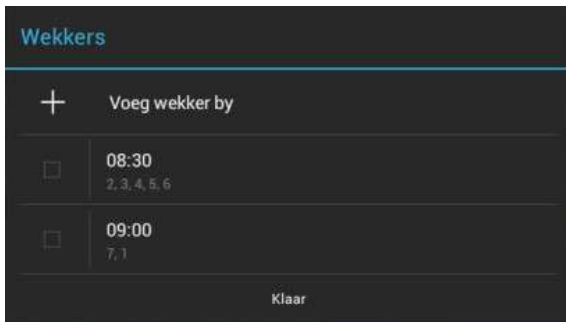 Wekkers
Voeg wekker by
08:30
2, 3, 4, 5, 6
09:00
7, 1
Klaar